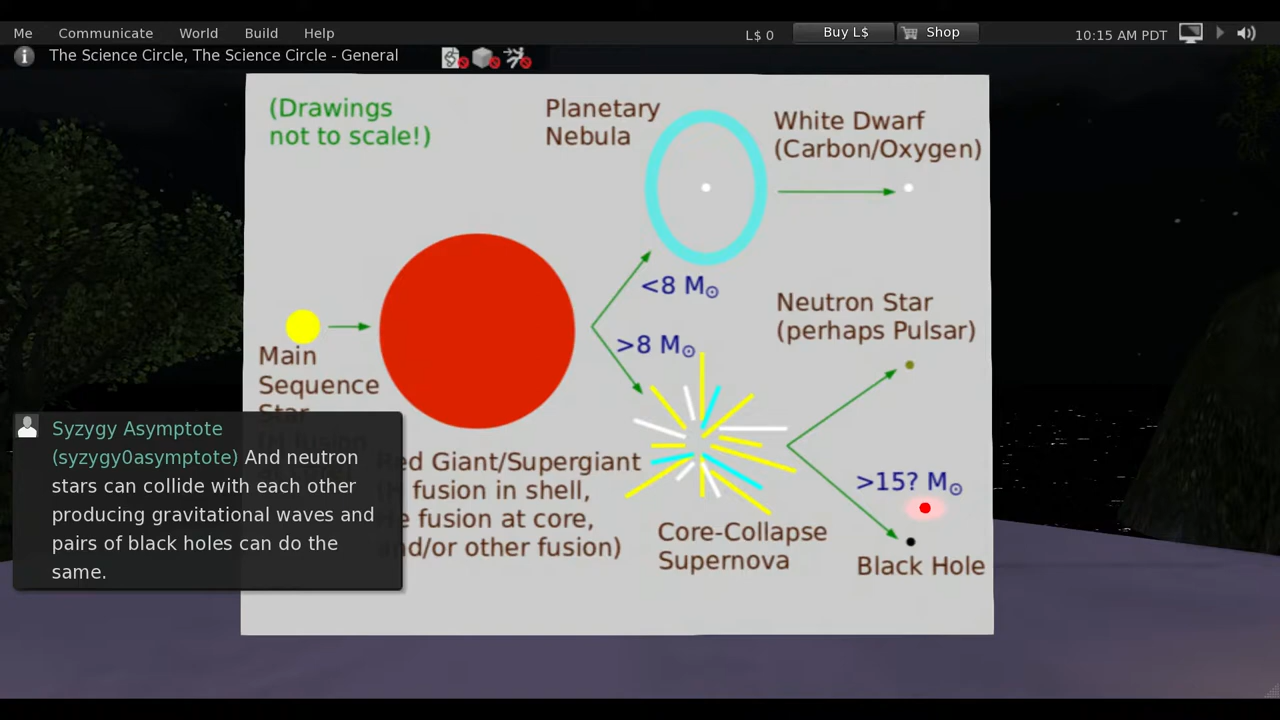 Me Communicate World Build Help L$ 0 Buy L$ Shop 10:15 AM PDT
The Science Circle, The Science Circle - General
(Drawings
not to scale!)
Planetary
Nebula
White Dwarf
(Carbon/Oxygen)
<8 M☉
>8 M☉
Neutron Star
(perhaps Pulsar)
Main
Sequence
Star
Red Giant/Supergiant
fusion in shell,
fusion at core,
and/or other fusion)
Core-Collapse
Supernova
>15? M☉
Black Hole
Syzygy Asymptote
(syzygy0asymptote) And neutron
stars can collide with each other
producing gravitational waves and
pairs of black holes can do the
same.